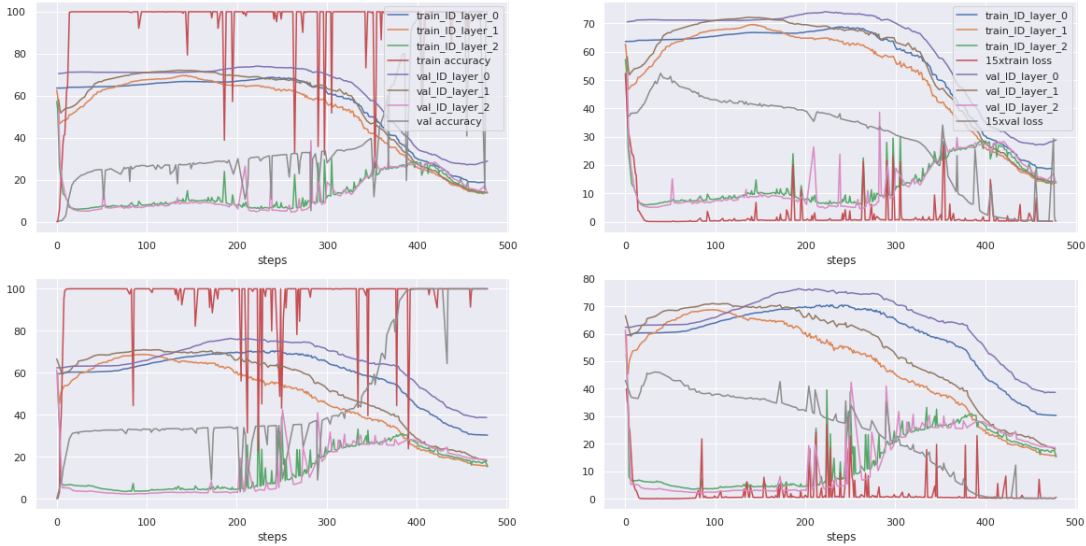 100
80
60
40
20
0
train_ID_layer_0
train_ID_layer_1
train_ID_layer_2
train accuracy
val_ID_layer_0
val_ID_layer_1
val_ID_layer_2
val accuracy
0 100 200 300 400 500
steps
70
60
50
40
30
20
10
0
train_ID_layer_0
train_ID_layer_1
train_ID_layer_2
15xtrain loss
val_ID_layer_0
val_ID_layer_1
val_ID_layer_2
15xval loss
0 100 200 300 400 500
steps
100
80
60
40
20
0
0 100 200 300 400 500
steps
80
70
60
50
40
30
20
10
0
0 100 200 300 400 500
steps